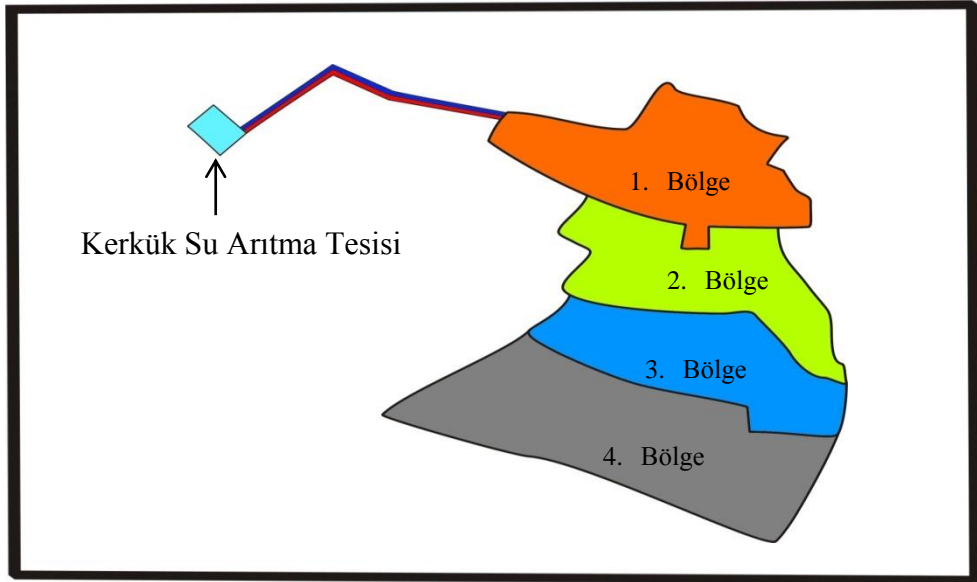 1. Bölge
Kerkük Su Arıtma Tesisi
2. Bölge
3. Bölge
4. Bölge